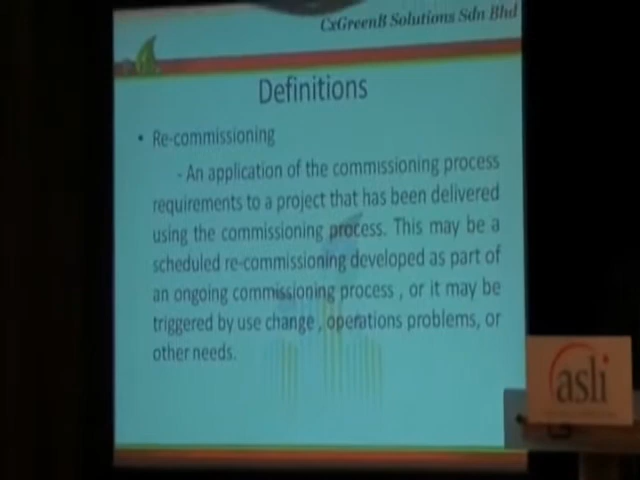 CxGreenB Solutions Sdn Bhd
Definitions
• Re-commissioning
- An application of the commissioning process
requirements to a project that has been delivered
using the commissioning process. This may be a
scheduled re-commissioning developed as part of
an ongoing commissioning process , or it may be
triggered by use change , operations problems, or
other needs.
asli